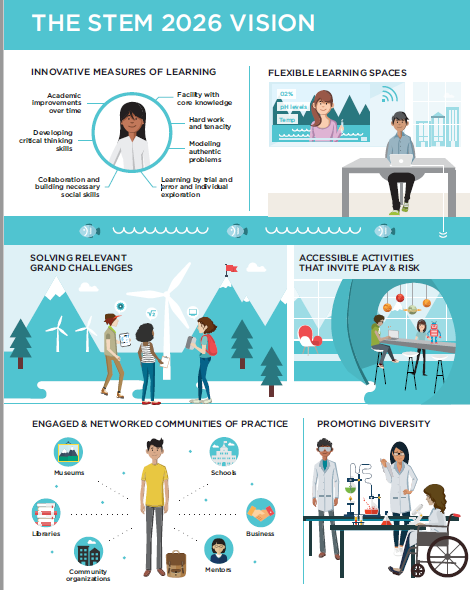 THE STEM 2026 VISION
INNOVATIVE MEASURES OF LEARNING
Academic
improvements
over time
Developing
critical thinking
skills
Collaboration and
building necessary
social skills
Facility with
core knowledge
Hard work
and tenacity
Modeling
authentic
problems
Learning by trial and
error and individual
exploration
FLEXIBLE LEARNING SPACES
02%
pH levels
Temp
SOLVING RELEVANT
GRAND CHALLENGES
ACCESSIBLE ACTIVITIES
THAT INVITE PLAY & RISK
ENGAGED & NETWORKED COMMUNITIES OF PRACTICE
Museums
Schools
Libraries
Business
Community
organizations
Mentors
PROMOTING DIVERSITY